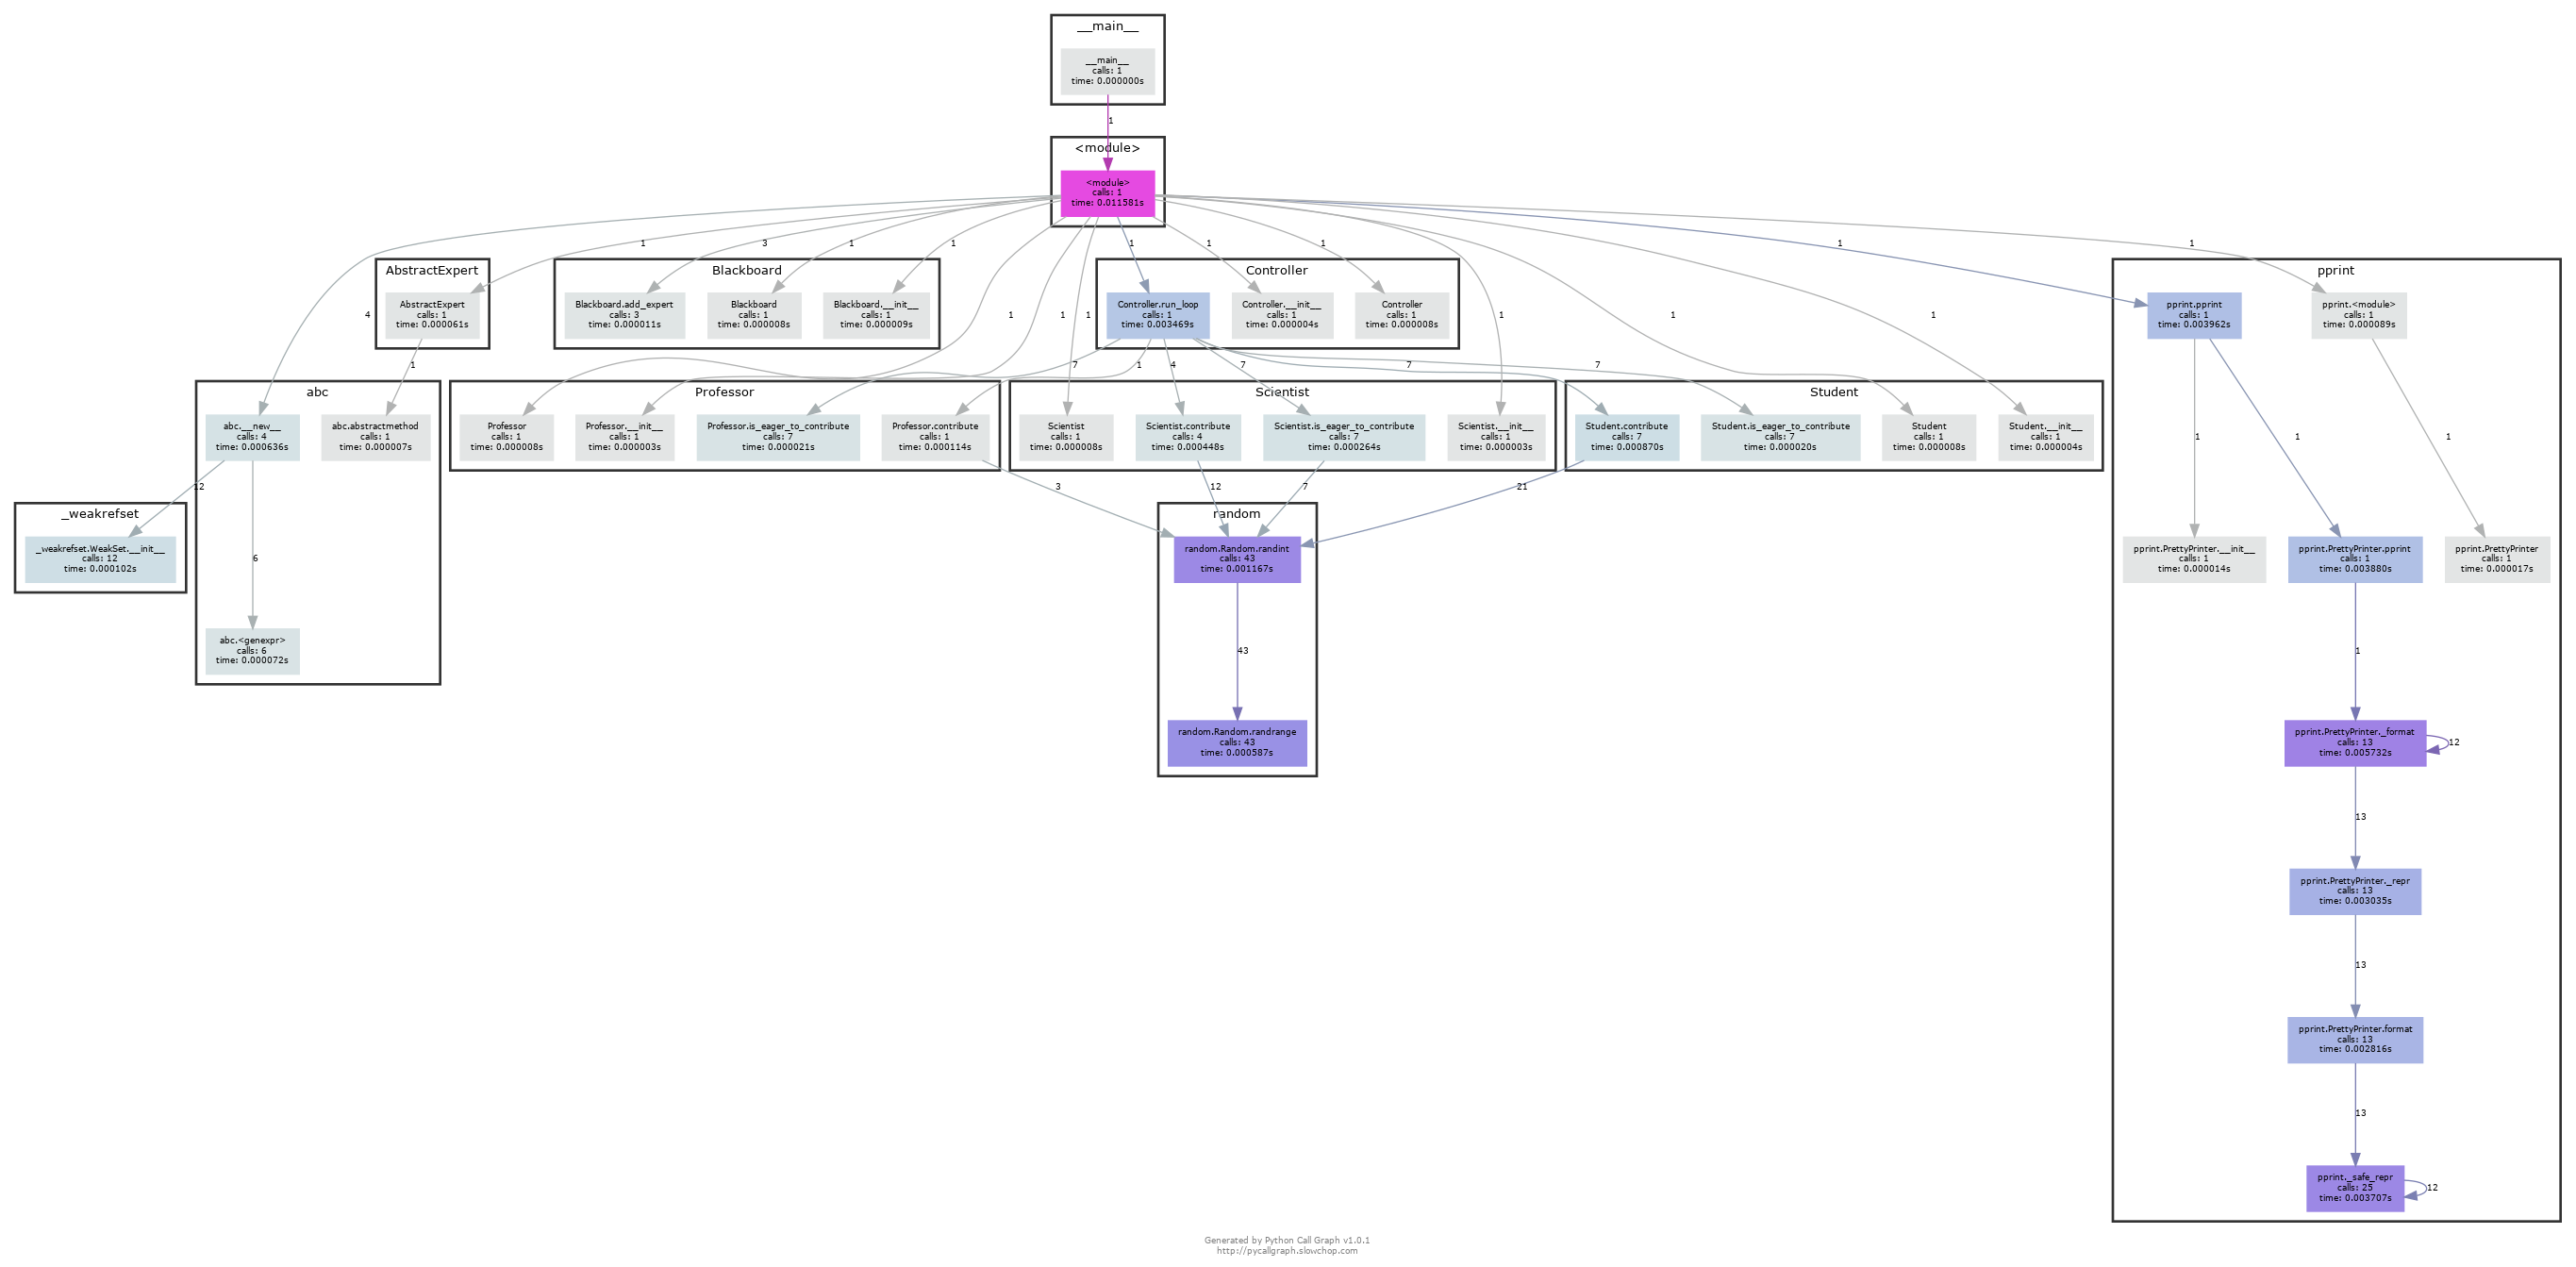 __main__
__main__
calls: 1
time: 0.000000s
1
<module>
<module>
calls: 1
time: 0.011581s
4
1
3
1
1
1
1
1
1
1
1
1
1
1
1
1
AbstractExpert
AbstractExpert
calls: 1
time: 0.000061s
Blackboard
Blackboard.add_expert
calls: 3
time: 0.000011s
Blackboard
calls: 1
time: 0.000008s
Blackboard.__init__
calls: 1
time: 0.000009s
Controller
Controller.run_loop
calls: 1
time: 0.003469s
Controller.__init__
calls: 1
time: 0.000004s
Controller
calls: 1
time: 0.000008s
pprint
pprint.pprint
calls: 1
time: 0.003962s
pprint.<module>
calls: 1
time: 0.000089s
1
7
1
4
7
7
7
abc
abc.__new__
calls: 4
time: 0.000636s
abc.abstractmethod
calls: 1
time: 0.000007s
Professor
Professor
calls: 1
time: 0.000008s
Professor.__init__
calls: 1
time: 0.000003s
Professor.is_eager_to_contribute
calls: 7
time: 0.000021s
Professor.contribute
calls: 1
time: 0.000114s
Scientist
Scientist
calls: 1
time: 0.000008s
Scientist.contribute
calls: 4
time: 0.000448s
Scientist.is_eager_to_contribute
calls: 7
time: 0.000264s
Scientist.__init__
calls: 1
time: 0.000003s
Student
Student.contribute
calls: 7
time: 0.000870s
Student.is_eager_to_contribute
calls: 7
time: 0.000020s
Student
calls: 1
time: 0.000008s
Student.__init__
calls: 1
time: 0.000004s
1
1
1
12
6
3
12
7
21
_weakrefset
_weakrefset.WeakSet.__init__
calls: 12
time: 0.000102s
random
random.Random.randint
calls: 43
time: 0.001167s
pprint.PrettyPrinter.__init__
calls: 1
time: 0.000014s
pprint.PrettyPrinter.pprint
calls: 1
time: 0.003880s
pprint.PrettyPrinter
calls: 1
time: 0.000017s
abc.<genexpr>
calls: 6
time: 0.000072s
43
1
random.Random.randrange
calls: 43
time: 0.000587s
pprint.PrettyPrinter._format
calls: 13
time: 0.005732s
12
13
pprint.PrettyPrinter._repr
calls: 13
time: 0.003035s
13
pprint.PrettyPrinter.format
calls: 13
time: 0.002816s
13
pprint._safe_repr
calls: 25
time: 0.003707s
12
Generated by Python Call Graph v1.0.1
http://pycallgraph.slowchop.com